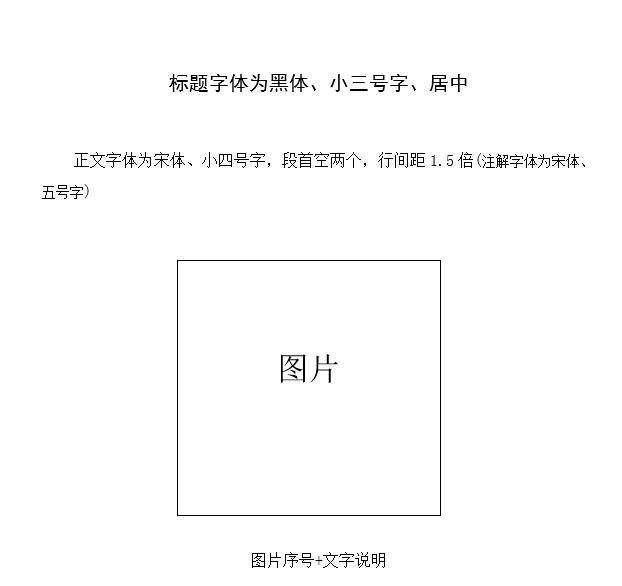 标题字体为黑体、小三号字、居中
正文字体为宋体、小四号字，段首空两个，行间距 1.5 倍(注解字体为宋体、
五号字)
图片
图片序号+文字说明